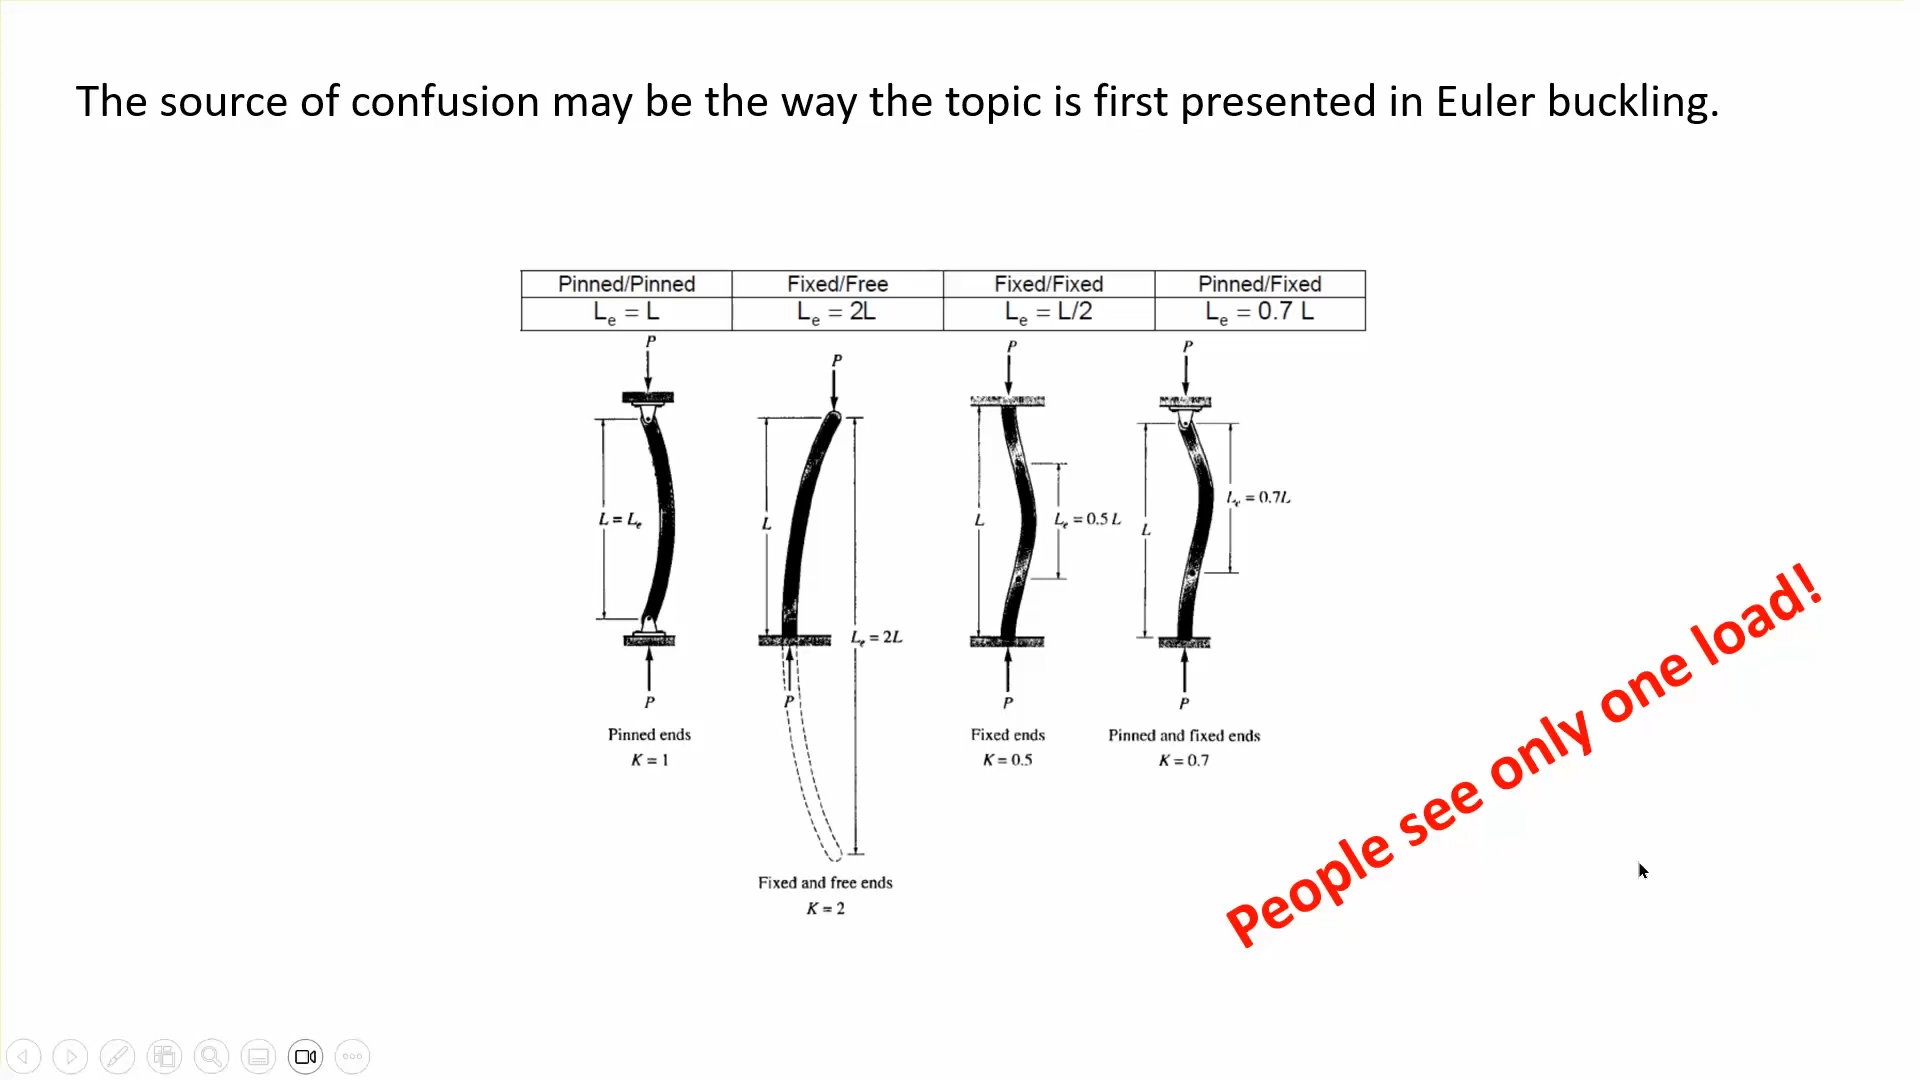 The source of confusion may be the way the topic is first presented in Euler buckling.
Pinned/Pinned Fixed/Free Fixed/Fixed Pinned/Fixed
Le = L Le = 2L Le = L/2 Le = 0.7 L
P P P P
L = Le L L Le = 0.5 L L Le = 0.7L
Le = 2L
P P P P
Pinned ends Fixed ends Pinned and fixed ends
K = 1 K = 0.5 K = 0.7
Fixed and free ends
K = 2
People see only one load!